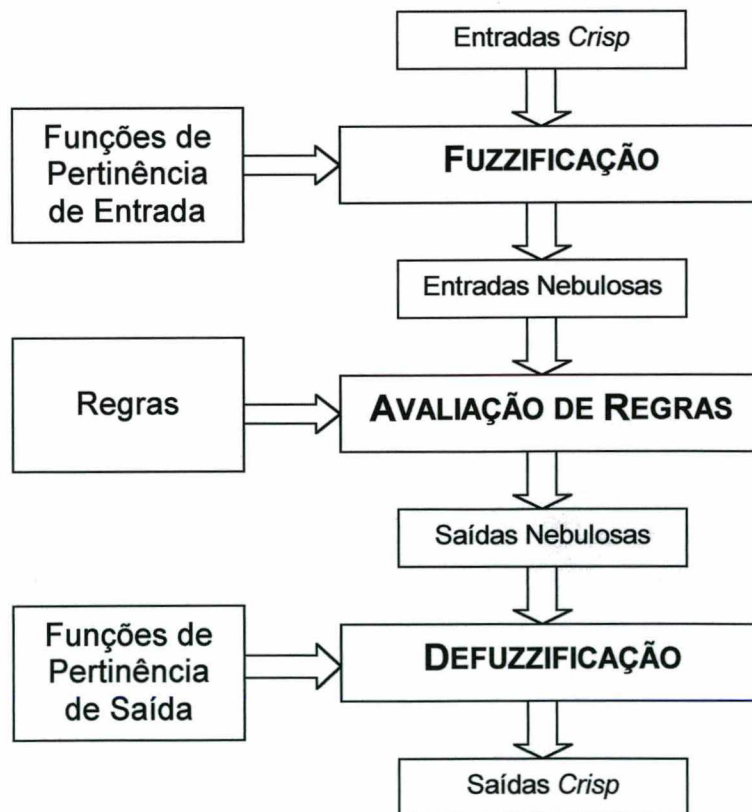 Entradas Crisp
Funções de
Pertinência
de Entrada
FUZZIFICAÇÃO
Entradas Nebulosas
Regras
AVALIAÇÃO DE REGRAS
Saídas Nebulosas
Funções de
Pertinência
de Saída
DEFUZZIFICAÇÃO
Saídas Crisp